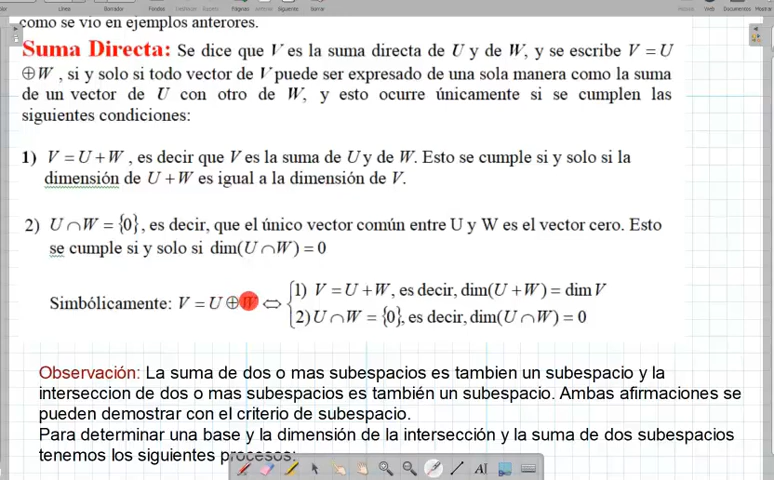 como se vio en ejemplos anterores.
Suma Directa: Se dice que V es la suma directa de U y de W, y se escribe V = U
⊕W , si y solo si todo vector de V puede ser expresado de una sola manera como la suma
de un vector de U con otro de W, y esto ocurre únicamente si se cumplen las
siguientes condiciones:
1) V = U + W , es decir que V es la suma de U y de W. Esto se cumple si y solo si la
dimensión de U + W es igual a la dimensión de V.
2) U ∩ W = {0}, es decir, que el único vector común entre U y W es el vector cero. Esto
se cumple si y solo si dim(U ∩ W) = 0
Simbólicamente: V = U ⊕ W ⇔ { 1) V = U + W, es decir, dim(U + W) = dim V
2) U ∩ W = {0}, es decir, dim(U ∩ W) = 0
Observación: La suma de dos o mas subespacios es tambien un subespacio y la
interseccion de dos o mas subespacios es también un subespacio. Ambas afirmaciones se
pueden demostrar con el criterio de subespacio.
Para determinar una base y la dimensión de la intersección y la suma de dos subespacios
tenemos los siguientes procesos: